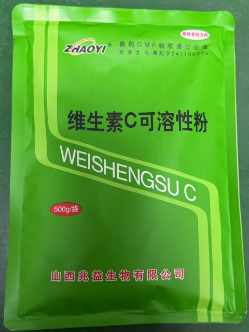 ZHAOYI
兽药GMP验收通过企业
维生素C可溶性粉
WEISHENGSU C
500g/袋
山西兆益生物有限公司